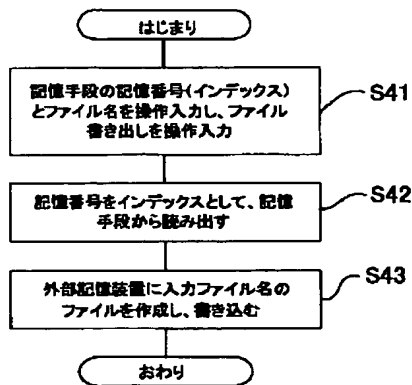 はじまり
記憶手段の記憶番号(インデックス)
とファイル名を操作入力し、ファイル
書き出しを操作入力
S41
記憶番号をインデックスとして、記憶
手段から読み出す
S42
外部記憶装置に入力ファイル名の
ファイルを作成し、書き込む
S43
おわり